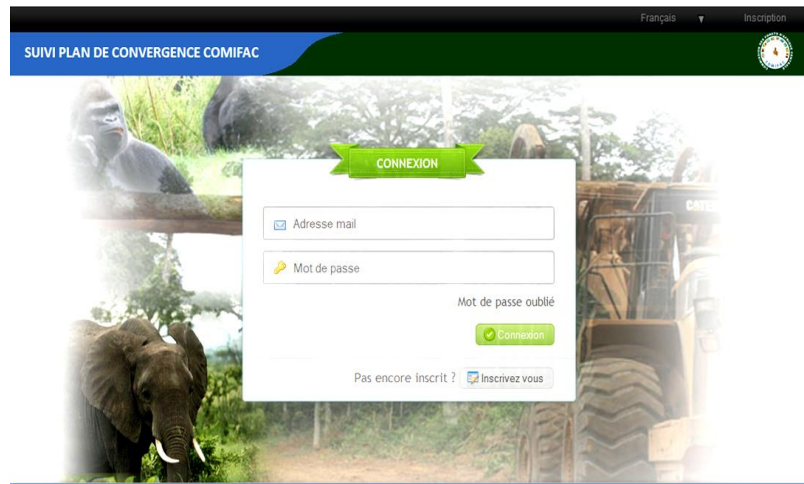 Français ▼ Inscription
SUIVI PLAN DE CONVERGENCE COMIFAC
CONNEXION
Adresse mail
Mot de passe
Mot de passe oublié
Connexion
Pas encore inscrit ? Inscrivez vous